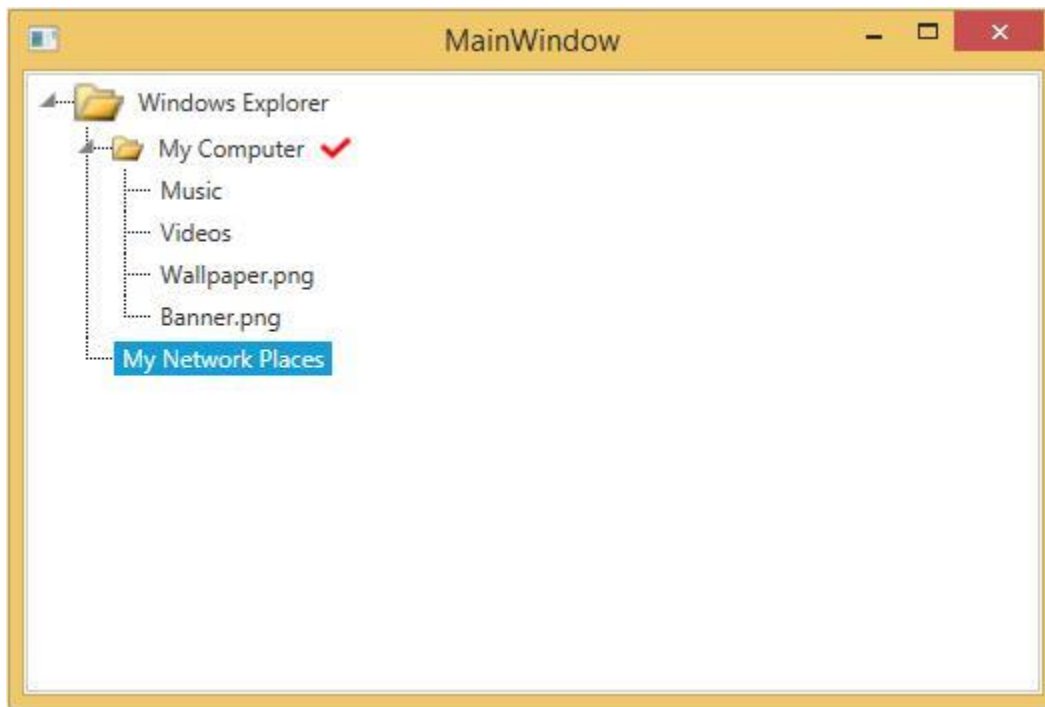 MainWindow
Windows Explorer
My Computer
Music
Videos
Wallpaper.png
Banner.png
My Network Places